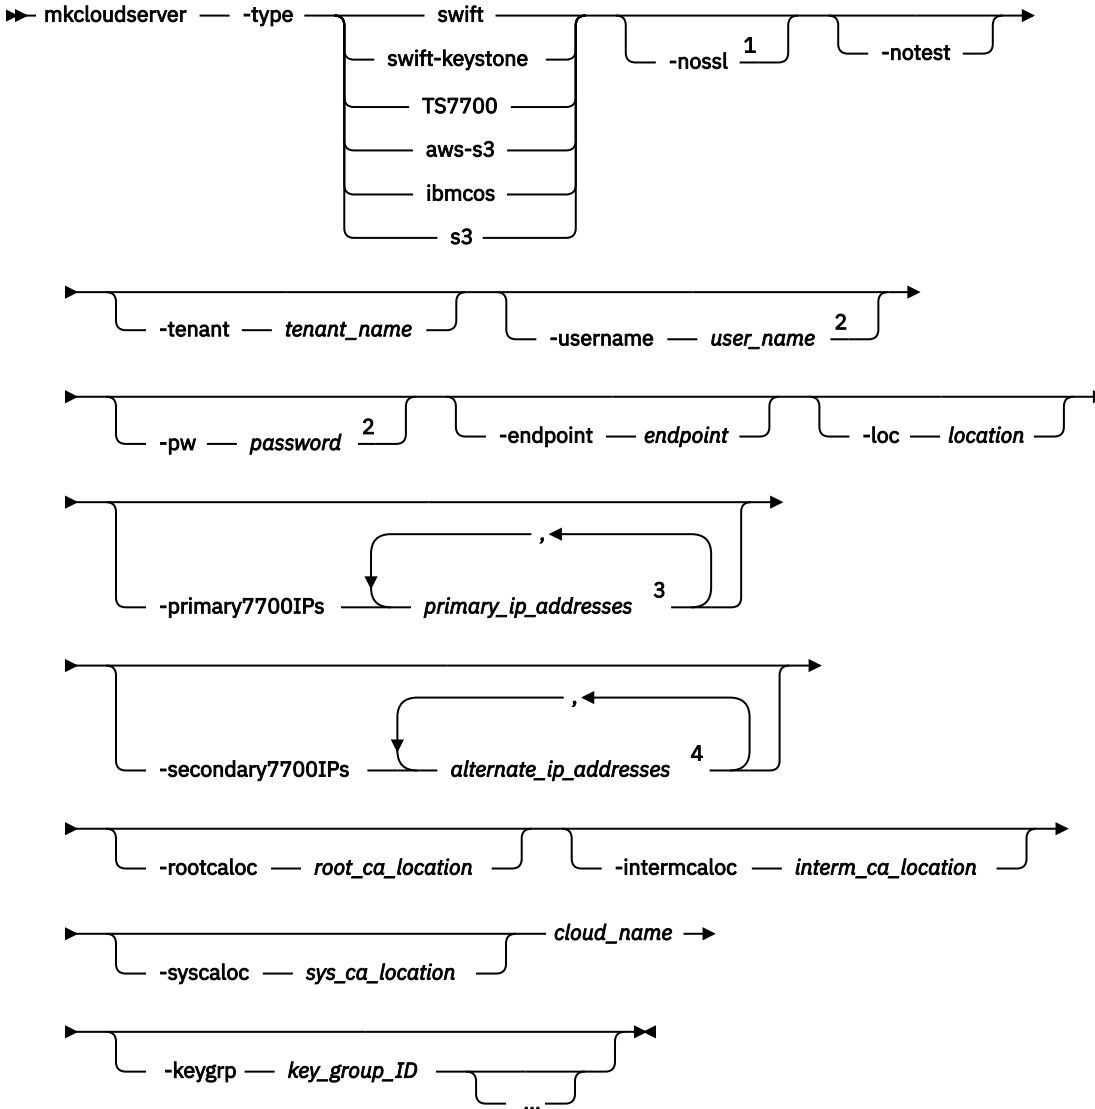 mkcloudserver -type swift
swift-keystone
TS7700
aws-s3
ibmcos
s3
-nossl 1
-notest
-tenant tenant_name
-username user_name 2
-pw password 2
-endpoint endpoint
-loc location
,
-primary7700IPs primary_ip_addresses 3
,
-secondary7700IPs alternate_ip_addresses 4
-rootcaloc root_ca_location
-intermcaloc interm_ca_location
cloud_name
-syscaloc sys_ca_location
-keygrp key_group_ID
...